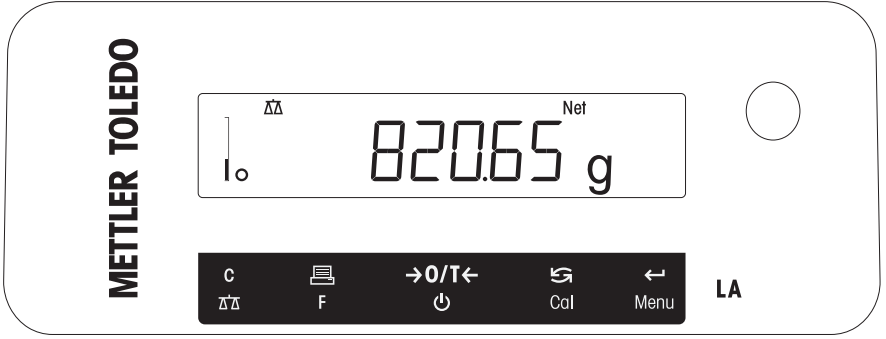 METTLER TOLEDO
Net
820.65 g
C
→0/T←
F
Cal
Menu
LA